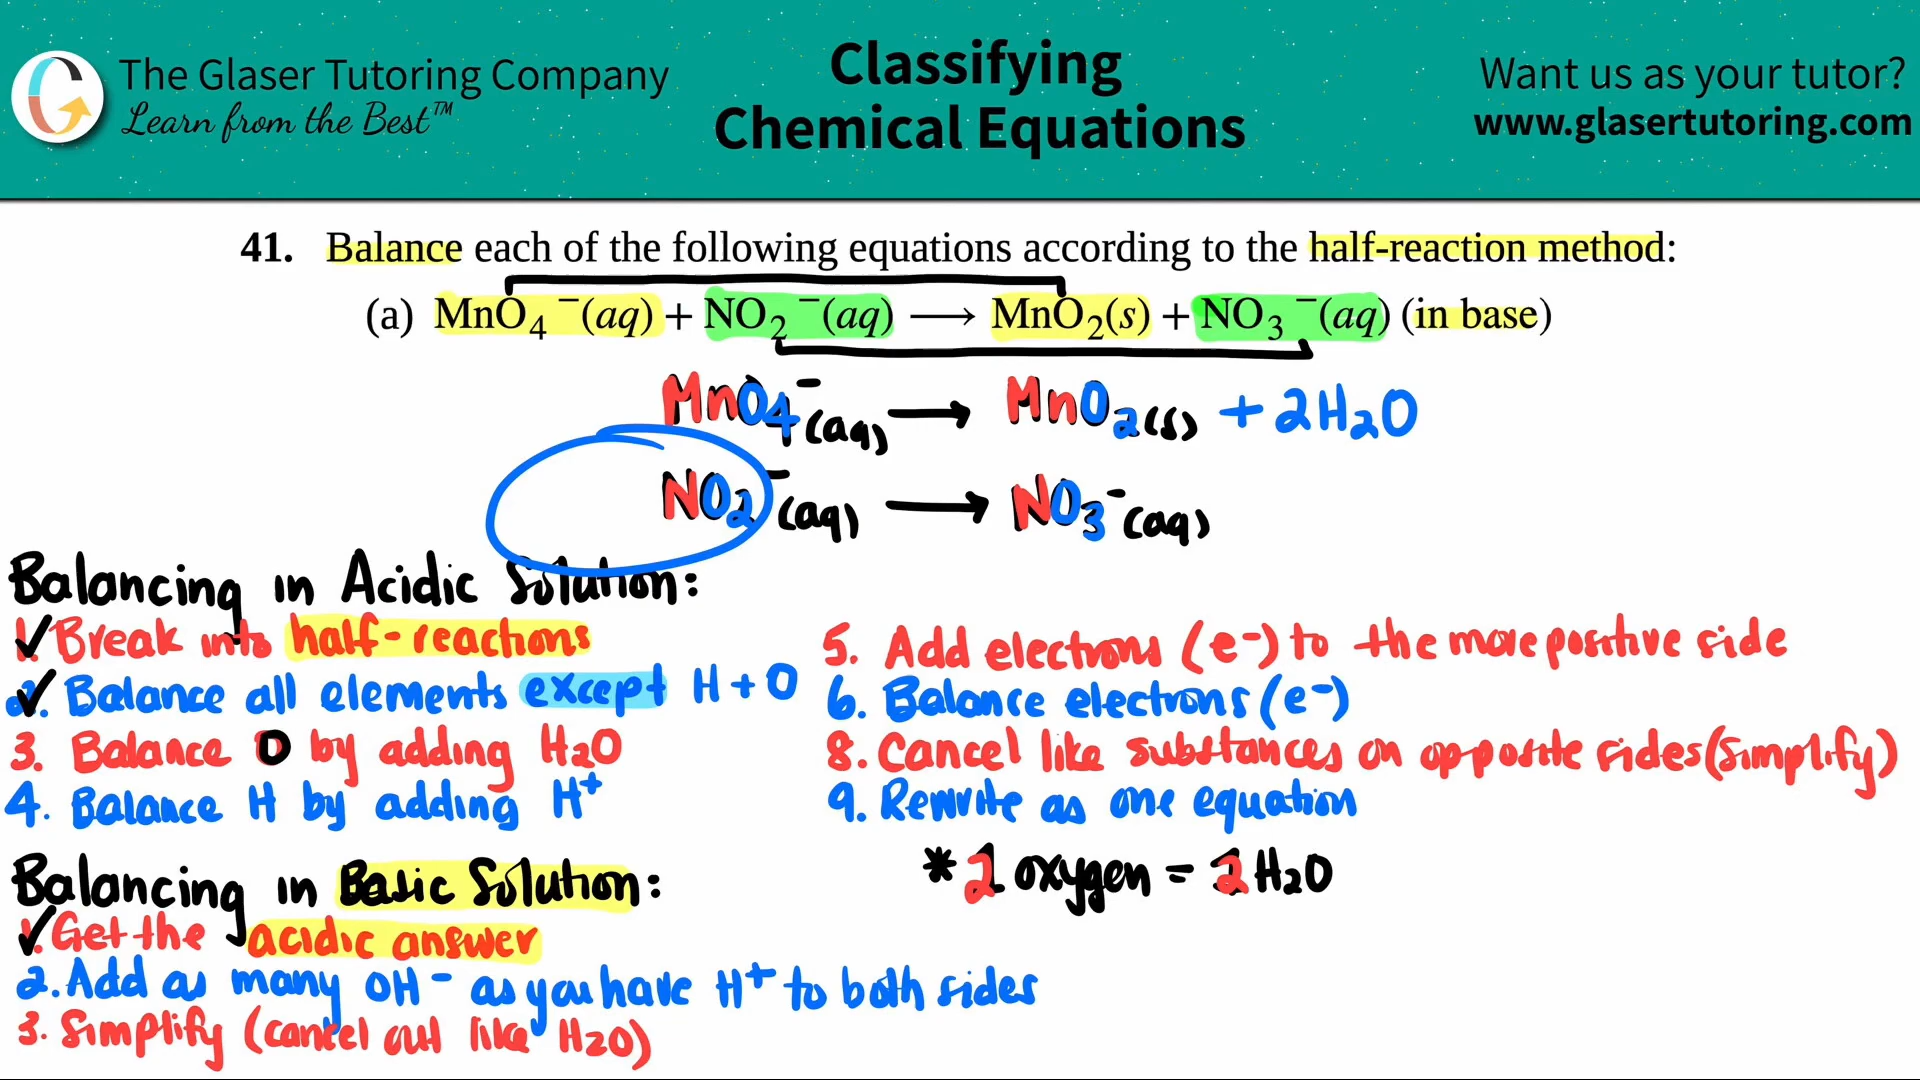 The Glaser Tutoring Company
Learn from the Best™
Classifying
Chemical Equations
Want us as your tutor?
www.glasertutoring.com
41. Balance each of the following equations according to the half-reaction method:
(a) MnO₄⁻(aq) + NO₂⁻(aq) ⟶ MnO₂(s) + NO₃⁻(aq) (in base)
MnO₄⁻(aq) ⟶ MnO₂(s) + 2H₂O
NO₂⁻(aq) ⟶ NO₃⁻(aq)
Balancing in Acidic Solution:
1. Break into half-reactions
2. Balance all elements except H + O
3. Balance O by adding H₂O
4. Balance H by adding H⁺
5. Add electrons (e⁻) to the more positive side
6. Balance electrons (e⁻)
8. Cancel like substances on opposite sides (simplify)
9. Rewrite as one equation
* 2 oxygen = 2 H₂O
Balancing in Basic Solution:
1. Get the acidic answer
2. Add as many OH⁻ as you have H⁺ to both sides
3. Simplify (cancel out like H₂O)